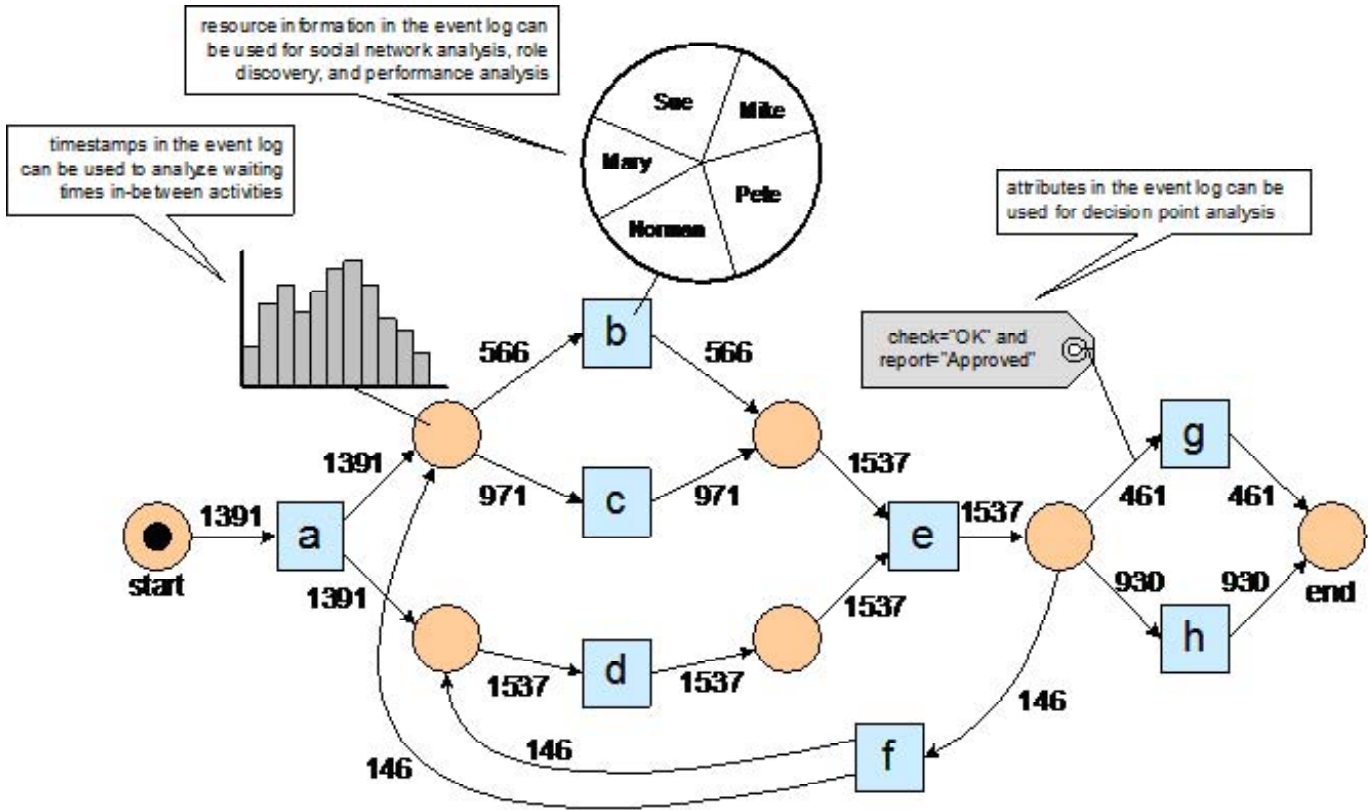 resource information in the event log can
be used for social network analysis, role
discovery, and performance analysis
timestamps in the event log
can be used to analyze waiting
times in-between activities
Sue
Mike
Mary
Pete
Norman
attributes in the event log can be
used for decision point analysis
check="OK" and
report="Approved"
b
566
566
g
1391
971
c
971
1537
461
461
1391
a
e
1537
start
1391
1537
930
930
end
d
h
1537
1537
146
f
146
146